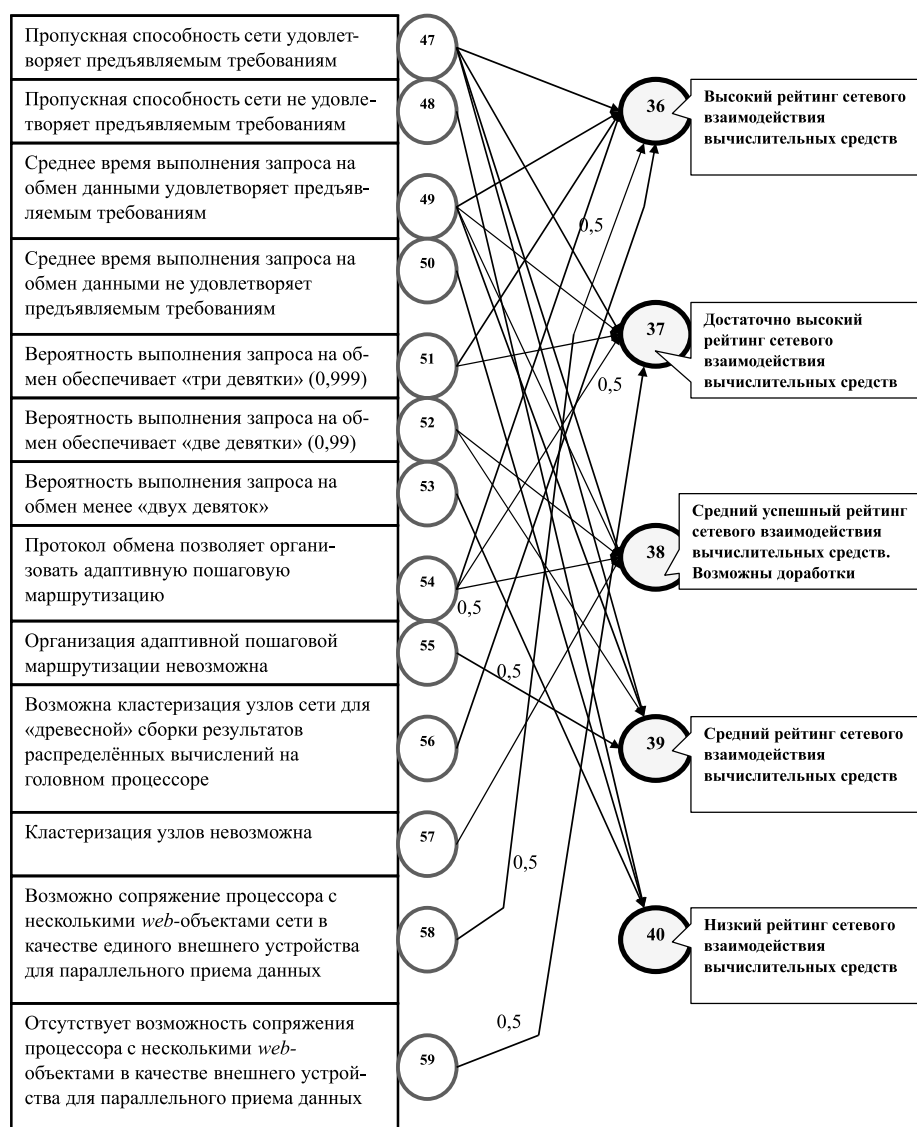 Пропускная способность сети удовлет-
воряет предъявляемым требованиям
47
Пропускная способность сети не удовле-
творяет предъявляемым требованиям
48
Среднее время выполнения запроса на
обмен данными удовлетворяет предъяв-
ляемым требованиям
49
Среднее время выполнения запроса на
обмен данными не удовлетворяет
предъявляемым требованиям
50
Вероятность выполнения запроса на об-
мен обеспечивает «три девятки» (0,999)
51
Вероятность выполнения запроса на об-
мен обеспечивает «две девятки» (0,99)
52
Вероятность выполнения запроса на
обмен менее «двух девяток»
53
Протокол обмена позволяет органи-
зовать адаптивную пошаговую
маршрутизацию
54
Организация адаптивной пошаговой
маршрутизации невозможна
55
Возможна кластеризация узлов сети для
«древесной» сборки результатов
распределённых вычислений на
головном процессоре
56
Кластеризация узлов невозможна
57
Возможно сопряжение процессора с
несколькими web-объектами сети в
качестве единого внешнего устройства
для параллельного приема данных
58
Отсутствует возможность сопряжения
процессора с несколькими web-
объектами в качестве внешнего устрой-
ства для параллельного приема данных
59
0,5
0,5
0,5
0,5
0,5
0,5
36
Высокий рейтинг сетевого
взаимодействия
вычислительных средств
37
Достаточно высокий
рейтинг сетевого
взаимодействия
вычислительных средств
38
Средний успешный рейтинг
сетевого взаимодействия
вычислительных средств.
Возможны доработки
39
Средний рейтинг сетевого
взаимодействия
вычислительных средств
40
Низкий рейтинг сетевого
взаимодействия
вычислительных средств